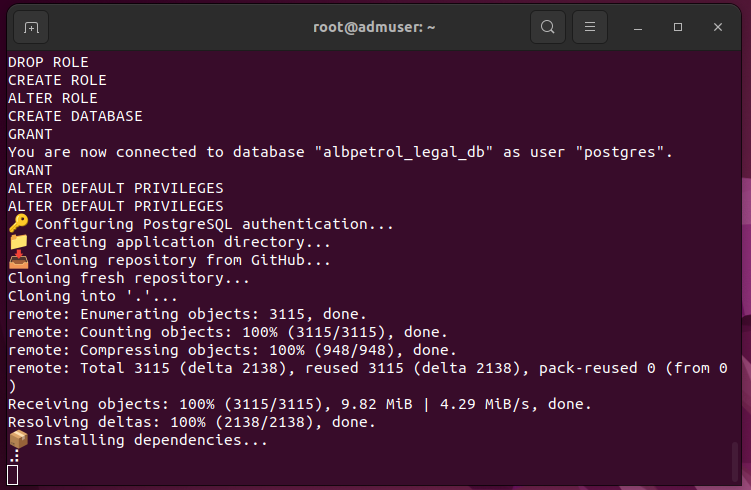 root@admuser: ~
DROP ROLE
CREATE ROLE
ALTER ROLE
CREATE DATABASE
GRANT
You are now connected to database "albpetrol_legal_db" as user "postgres".
GRANT
ALTER DEFAULT PRIVILEGES
ALTER DEFAULT PRIVILEGES
🔑 Configuring PostgreSQL authentication...
📁 Creating application directory...
📥 Cloning repository from GitHub...
Cloning fresh repository...
Cloning into '.'...
remote: Enumerating objects: 3115, done.
remote: Counting objects: 100% (3115/3115), done.
remote: Compressing objects: 100% (948/948), done.
remote: Total 3115 (delta 2138), reused 3115 (delta 2138), pack-reused 0 (from 0
)
Receiving objects: 100% (3115/3115), 9.82 MiB | 4.29 MiB/s, done.
Resolving deltas: 100% (2138/2138), done.
📦 Installing dependencies...